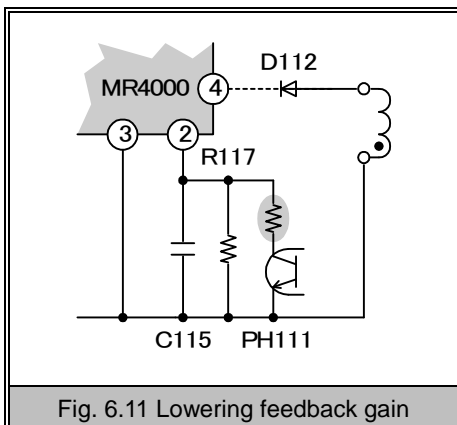 D112
MR4000 4
3 2
R117
C115 PH111
Fig. 6.11 Lowering feedback gain